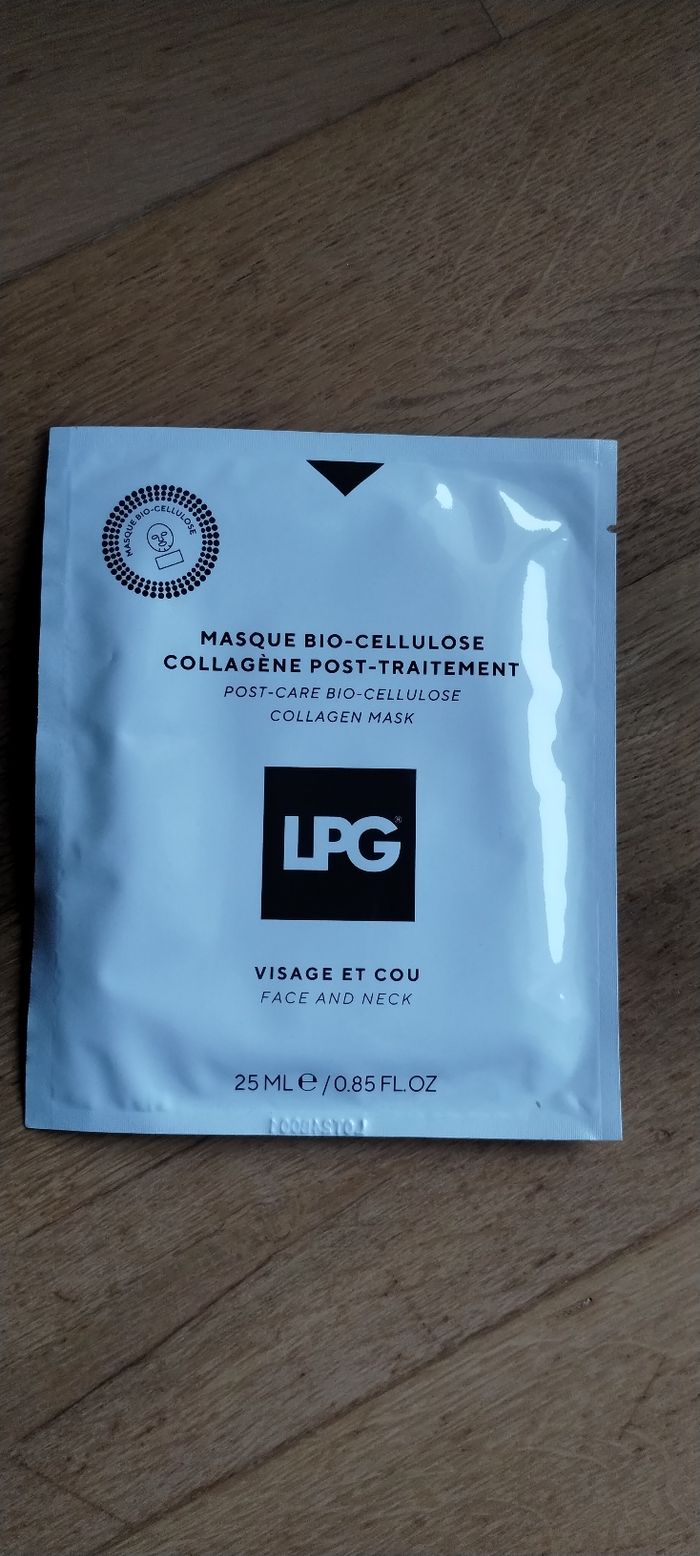 MASQUE BIO-CELLULOSE
MASQUE BIO-CELLULOSE
COLLAGÈNE POST-TRAITEMENT
POST-CARE BIO-CELLULOSE
COLLAGEN MASK
LPG®
VISAGE ET COU
FACE AND NECK
25 ML ℮ / 0.85 FL.OZ